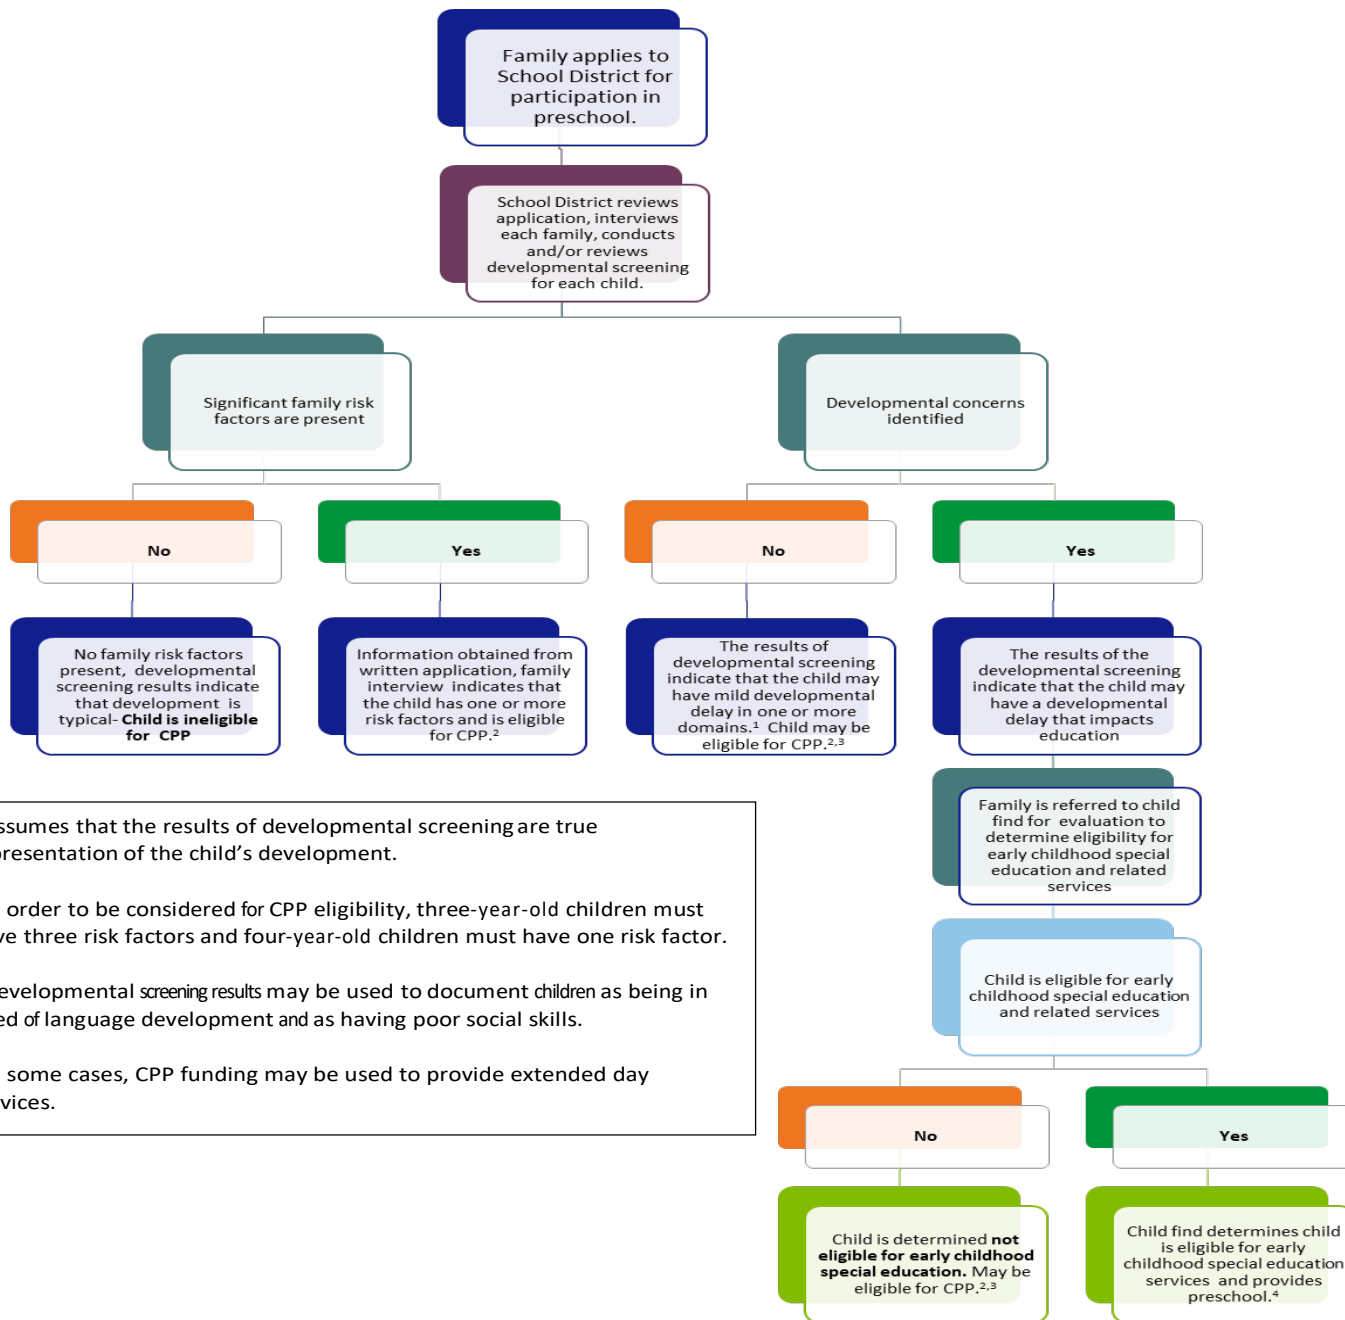 Family applies to
School District for
participation in
preschool.
School District reviews
application, interviews
each family, conducts
and/or reviews
developmental screening
for each child.
Significant family risk
factors are present
Developmental concerns
identified
No
Yes
No
Yes
No family risk factors
present, developmental
screening results indicate
that development is
typical- Child is ineligible
for CPP
Information obtained from
written application, family
interview indicates that
the child has one or more
risk factors and is eligible
for CPP.2
The results of
developmental screening
indicate that the child may
have mild developmental
delay in one or more
domains.1 Child may be
eligible for CPP.2,3
The results of the
developmental screening
indicate that the child may
have a developmental
delay that impacts
education
Family is referred to child
find for evaluation to
determine eligibility for
early childhood special
education and related
services
Child is eligible for early
childhood special education
and related services
No
Yes
Child is determined not
eligible for early childhood
special education. May be
eligible for CPP.2,3
Child find determines child
is eligible for early
childhood special education
services and provides
preschool.4
ssumes that the results of developmental screening are true
presentation of the child's development.
order to be considered for CPP eligibility, three-year-old children must
ve three risk factors and four-year-old children must have one risk factor.
evelopmental screening results may be used to document children as being in
ed of language development and as having poor social skills.
some cases, CPP funding may be used to provide extended day
vices.